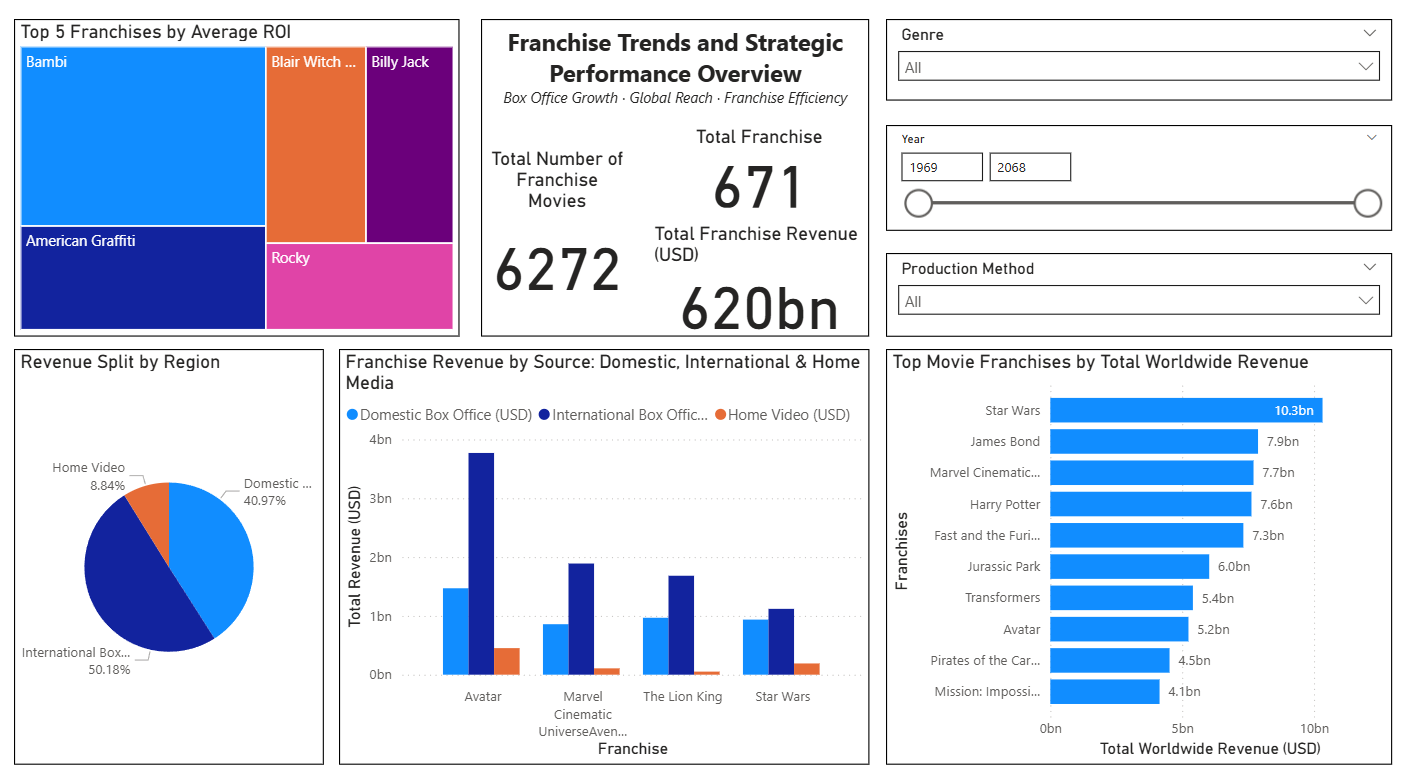 Top 5 Franchises by Average ROI
Bambi
Blair Witch ...
Billy Jack
American Graffiti
Rocky
Franchise Trends and Strategic
Performance Overview
Box Office Growth · Global Reach · Franchise Efficiency
Total Number of
Franchise
Movies
6272
Total Franchise
671
Total Franchise Revenue
(USD)
620bn
Genre
All
Year
1969
2068
Production Method
All
Revenue Split by Region
Home Video
8.84%
Domestic ...
40.97%
International Box...
50.18%
Franchise Revenue by Source: Domestic, International & Home
Media
Domestic Box Office (USD)
International Box Offic...
Home Video (USD)
Total Revenue (USD)
4bn
3bn
2bn
1bn
0bn
Avatar
Marvel
Cinematic
UniverseAven...
The Lion King
Star Wars
Franchise
Top Movie Franchises by Total Worldwide Revenue
Franchises
Star Wars
10.3bn
James Bond
7.9bn
Marvel Cinematic...
7.7bn
Harry Potter
7.6bn
Fast and the Furi...
7.3bn
Jurassic Park
6.0bn
Transformers
5.4bn
Avatar
5.2bn
Pirates of the Car...
4.5bn
Mission: Impossi...
4.1bn
0bn
5bn
10bn
Total Worldwide Revenue (USD)